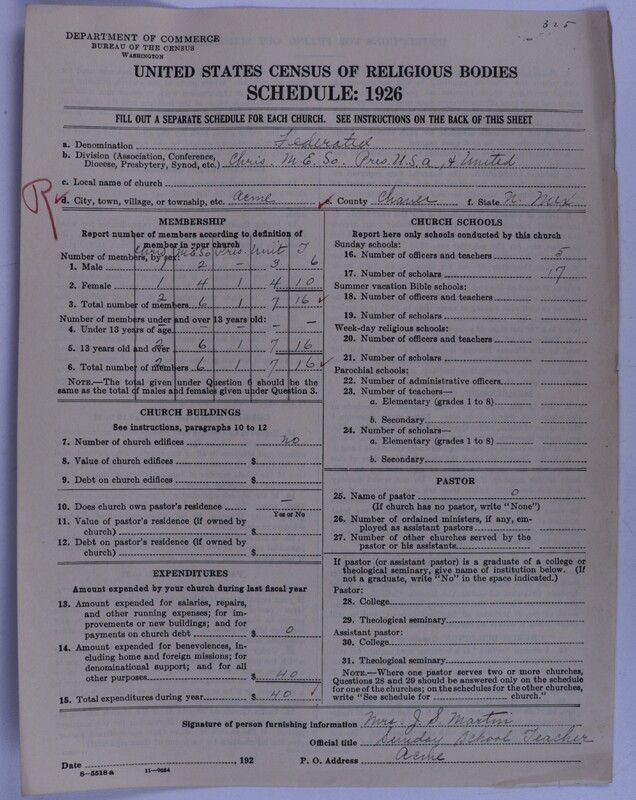 325
DEPARTMENT OF COMMERCE
BUREAU OF THE CENSUS
WASHINGTON
UNITED STATES CENSUS OF RELIGIOUS BODIES
SCHEDULE: 1926
FILL OUT A SEPARATE SCHEDULE FOR EACH CHURCH. SEE INSTRUCTIONS ON THE BACK OF THIS SHEET
a. Denomination Federated
b. Division (Association, Conference, Diocese, Presbytery, Synod, etc.) Chris. M.E.So. Pres.U.S.a, & United
c. Local name of church
R d. City, town, village, or township, etc. Acme e. County Chaves f. State N. Mex
MEMBERSHIP
Report number of members according to definition of
member in your church
Chris M.E.So Pres. Unit T
Number of members, by sex:
1. Male 1 2 – 3 6
2. Female 1 4 1 4 10
3. Total number of members 2 6 1 7 16 ✓
Number of members under and over 13 years old:
4. Under 13 years of age – – – – –
5. 13 years old and over 2 6 1 7 16
6. Total number of members 2 6 1 7 16 ✓
NOTE.—The total given under Question 6 should be the
same as the total of males and females given under Question 3.
CHURCH BUILDINGS
See instructions, paragraphs 10 to 12
7. Number of church edifices no
8. Value of church edifices $
9. Debt on church edifices $
10. Does church own pastor's residence –
Yes or No
11. Value of pastor's residence (if owned by
church) $
12. Debt on pastor's residence (if owned by
church) $
EXPENDITURES
Amount expended by your church during last fiscal year
13. Amount expended for salaries, repairs,
and other running expenses; for im-
provements or new buildings; and for
payments on church debt $ 0
14. Amount expended for benevolences, in-
cluding home and foreign missions; for
denominational support; and for all
other purposes $ 40
15. Total expenditures during year $ 40 ✓
CHURCH SCHOOLS
Report here only schools conducted by this church
Sunday schools:
16. Number of officers and teachers 5
17. Number of scholars 17
Summer vacation Bible schools:
18. Number of officers and teachers
19. Number of scholars
Week-day religious schools:
20. Number of officers and teachers
21. Number of scholars
Parochial schools:
22. Number of administrative officers
23. Number of teachers—
a. Elementary (grades 1 to 8)
b. Secondary
24. Number of scholars—
a. Elementary (grades 1 to 8)
b. Secondary
PASTOR
25. Name of pastor 0
(If church has no pastor, write "None")
26. Number of ordained ministers, if any, em-
ployed as assistant pastors
27. Number of other churches served by the
pastor or his assistants
If pastor (or assistant pastor) is a graduate of a college or
theological seminary, give name of institution below. (If
not a graduate, write "No" in the space indicated.)
Pastor:
28. College
29. Theological seminary
Assistant pastor:
30. College
31. Theological seminary
NOTE.—Where one pastor serves two or more churches,
Questions 28 and 29 should be answered only on the schedule
for one of the churches; on the schedules for the other churches,
write "See schedule for church."
Signature of person furnishing information Mrs. J. S. Martin
Official title Sunday School Teacher
Date , 192 P. O. Address Acme
8—5518 a 11—9034